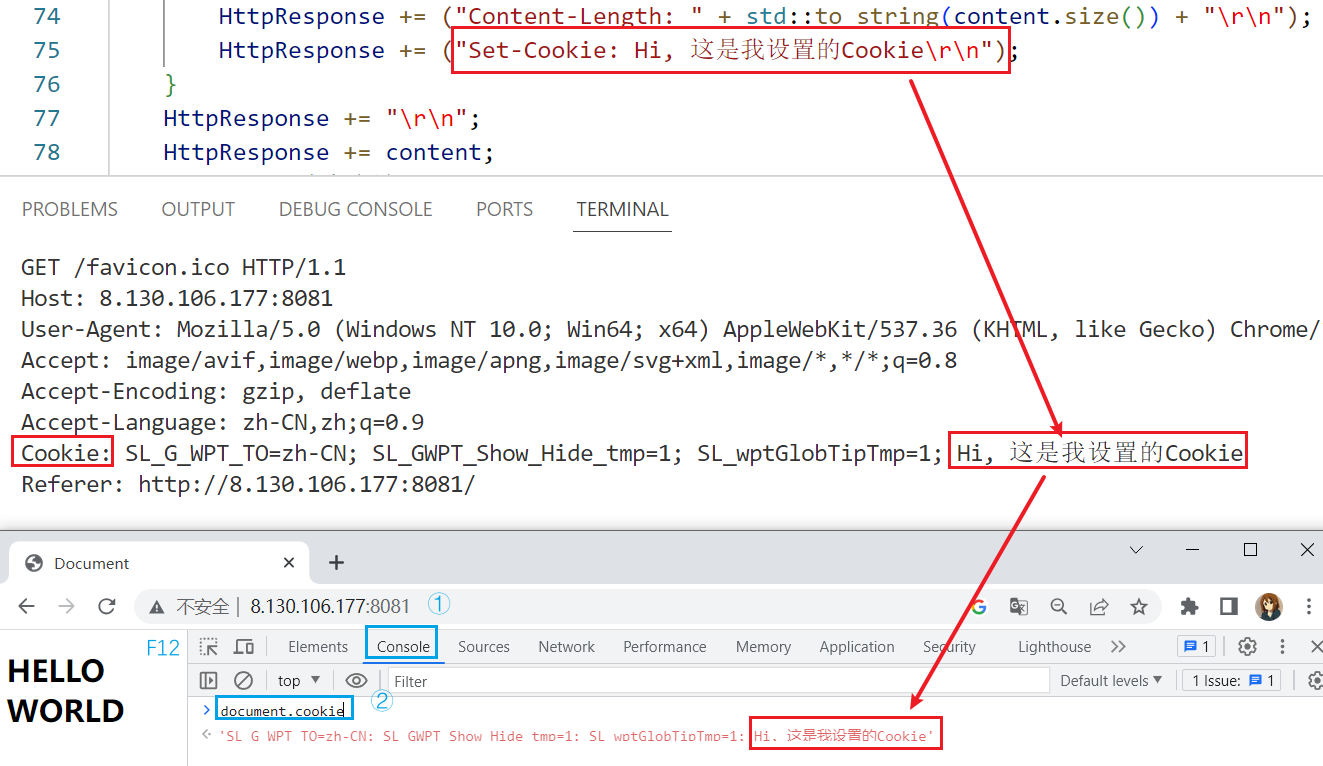 74 HttpResponse += ("Content-Length: " + std::to_string(content.size()) + "\r\n");
75 HttpResponse += ("Set-Cookie: Hi, 这是我设置的Cookie\r\n");
76 }
77 HttpResponse += "\r\n";
78 HttpResponse += content;
PROBLEMS OUTPUT DEBUG CONSOLE PORTS TERMINAL
GET /favicon.ico HTTP/1.1
Host: 8.130.106.177:8081
User-Agent: Mozilla/5.0 (Windows NT 10.0; Win64; x64) AppleWebKit/537.36 (KHTML, like Gecko) Chrome/
Accept: image/avif,image/webp,image/apng,image/svg+xml,image/*,*/*;q=0.8
Accept-Encoding: gzip, deflate
Accept-Language: zh-CN,zh;q=0.9
Cookie: SL_G_WPT_TO=zh-CN; SL_GWPT_Show_Hide_tmp=1; SL_wptGlobTipTmp=1; Hi, 这是我设置的Cookie
Referer: http://8.130.106.177:8081/
Document
不安全 | 8.130.106.177:8081 ①
F12 Elements Console Sources Network Performance Memory Application Security Lighthouse 1
HELLO
WORLD
top Filter Default levels 1 Issue: 1
document.cookie ②
'SL_G_WPT_TO=zh-CN; SL_GWPT_Show_Hide_tmp=1; SL_wptGlobTipTmp=1; Hi, 这是我设置的Cookie'